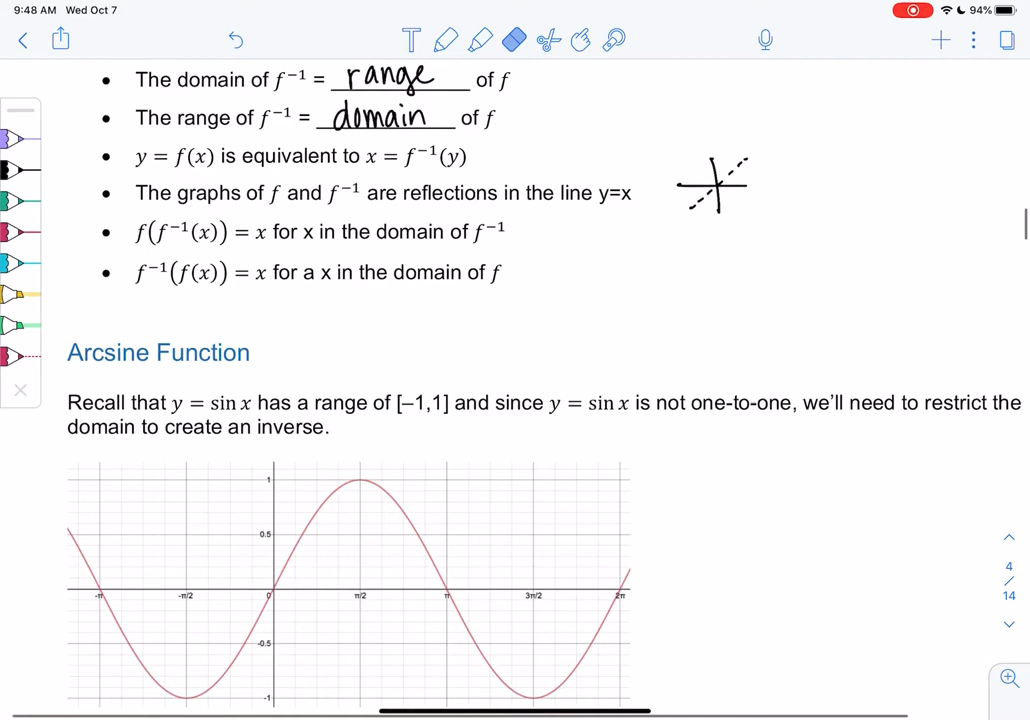 9:48 AM Wed Oct 7
94%
T
• The domain of f⁻¹ = range of f
• The range of f⁻¹ = domain of f
• y = f(x) is equivalent to x = f⁻¹(y)
• The graphs of f and f⁻¹ are reflections in the line y=x
• f(f⁻¹(x)) = x for x in the domain of f⁻¹
• f⁻¹(f(x)) = x for a x in the domain of f
Arcsine Function
Recall that y = sin x has a range of [−1,1] and since y = sin x is not one-to-one, we’ll need to restrict the
domain to create an inverse.
1
0.5
-π -π/2 0 π/2 π 3π/2 2π
-0.5
-1
4
/
14